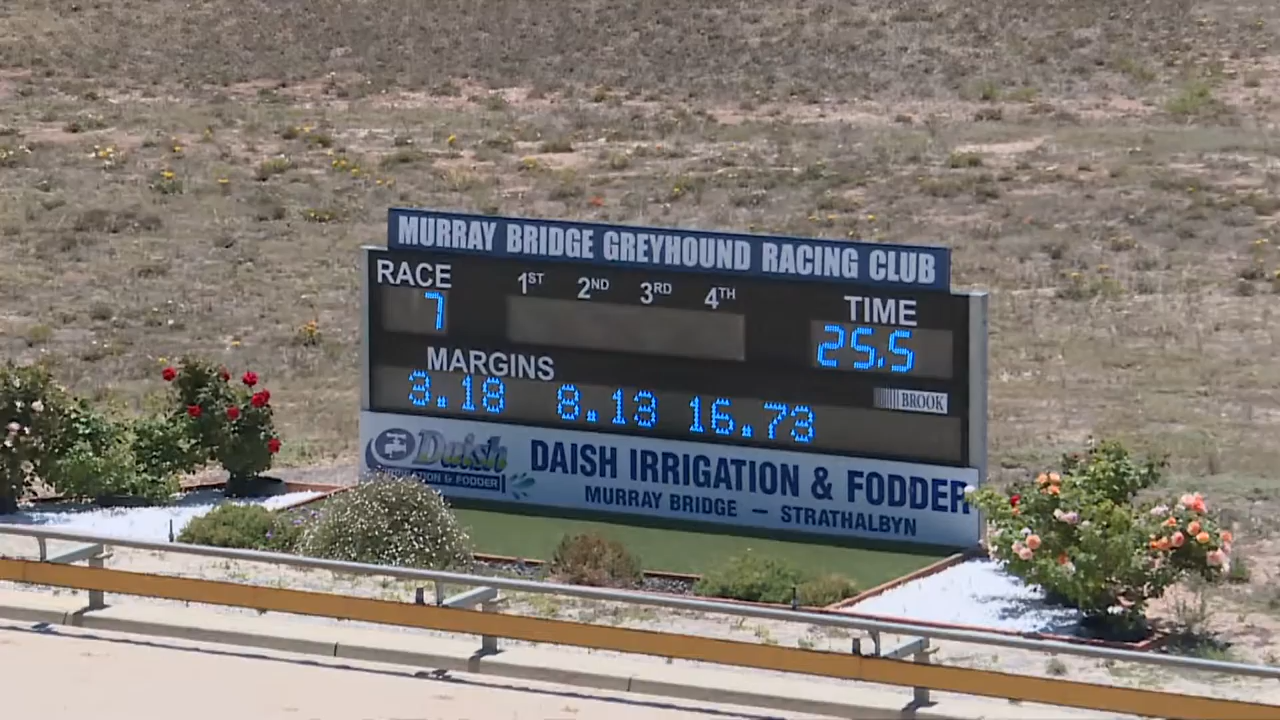 MURRAY BRIDGE GREYHOUND RACING CLUB
RACE 1ST 2ND 3RD 4TH TIME
7 25.5
MARGINS
3.18 8.13 16.73
BROOK
Daish
IRRIGATION & FODDER
DAISH IRRIGATION & FODDER
MURRAY BRIDGE — STRATHALBYN